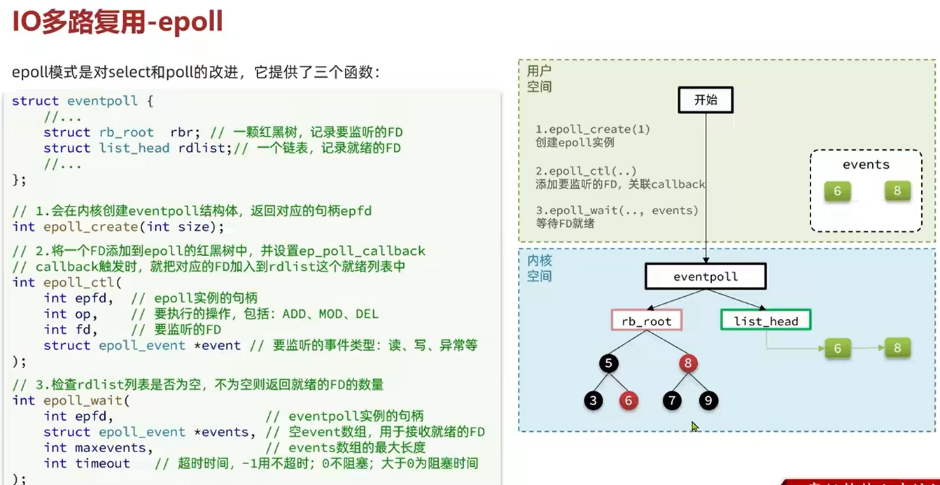 IO多路复用-epoll
epoll模式是对select和poll的改进，它提供了三个函数：
struct eventpoll {
//...
struct rb_root rbr; // 一颗红黑树，记录要监听的FD
struct list_head rdlist;// 一个链表，记录就绪的FD
//...
};
// 1.会在内核创建eventpoll结构体，返回对应的句柄epfd
int epoll_create(int size);
// 2.将一个FD添加到epoll的红黑树中，并设置ep_poll_callback
// callback触发时，就把对应的FD加入到rdlist这个就绪列表中
int epoll_ctl(
int epfd, // epoll实例的句柄
int op, // 要执行的操作，包括：ADD、MOD、DEL
int fd, // 要监听的FD
struct epoll_event *event // 要监听的事件类型：读、写、异常等
);
// 3.检查rdlist列表是否为空，不为空则返回就绪的FD的数量
int epoll_wait(
int epfd, // eventpoll实例的句柄
struct epoll_event *events, // 空event数组，用于接收就绪的FD
int maxevents, // events数组的最大长度
int timeout // 超时时间，-1用不超时；0不阻塞；大于0为阻塞时间
);
用户
空间
开始
1.epoll_create(1)
创建epoll实例
2.epoll_ctl(..)
添加要监听的FD，关联callback
3.epoll_wait(.., events)
等待FD就绪
events
6 8
内核
空间
eventpoll
rb_root list_head
6 8
5 8
3 6 7 9